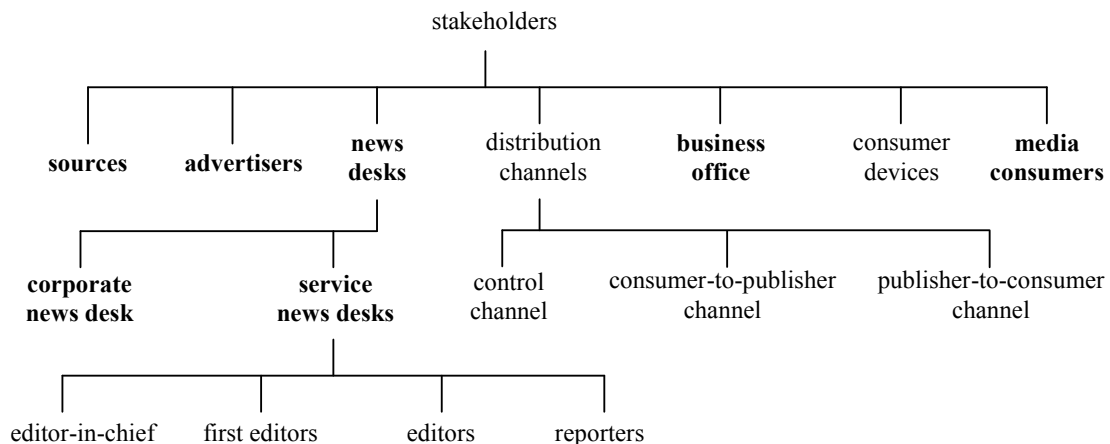 stakeholders
sources
advertisers
news
desks
distribution
channels
business
office
consumer
devices
media
consumers
corporate
news desk
service
news desks
control
channel
consumer-to-publisher
channel
publisher-to-consumer
channel
editor-in-chief
first editors
editors
reporters